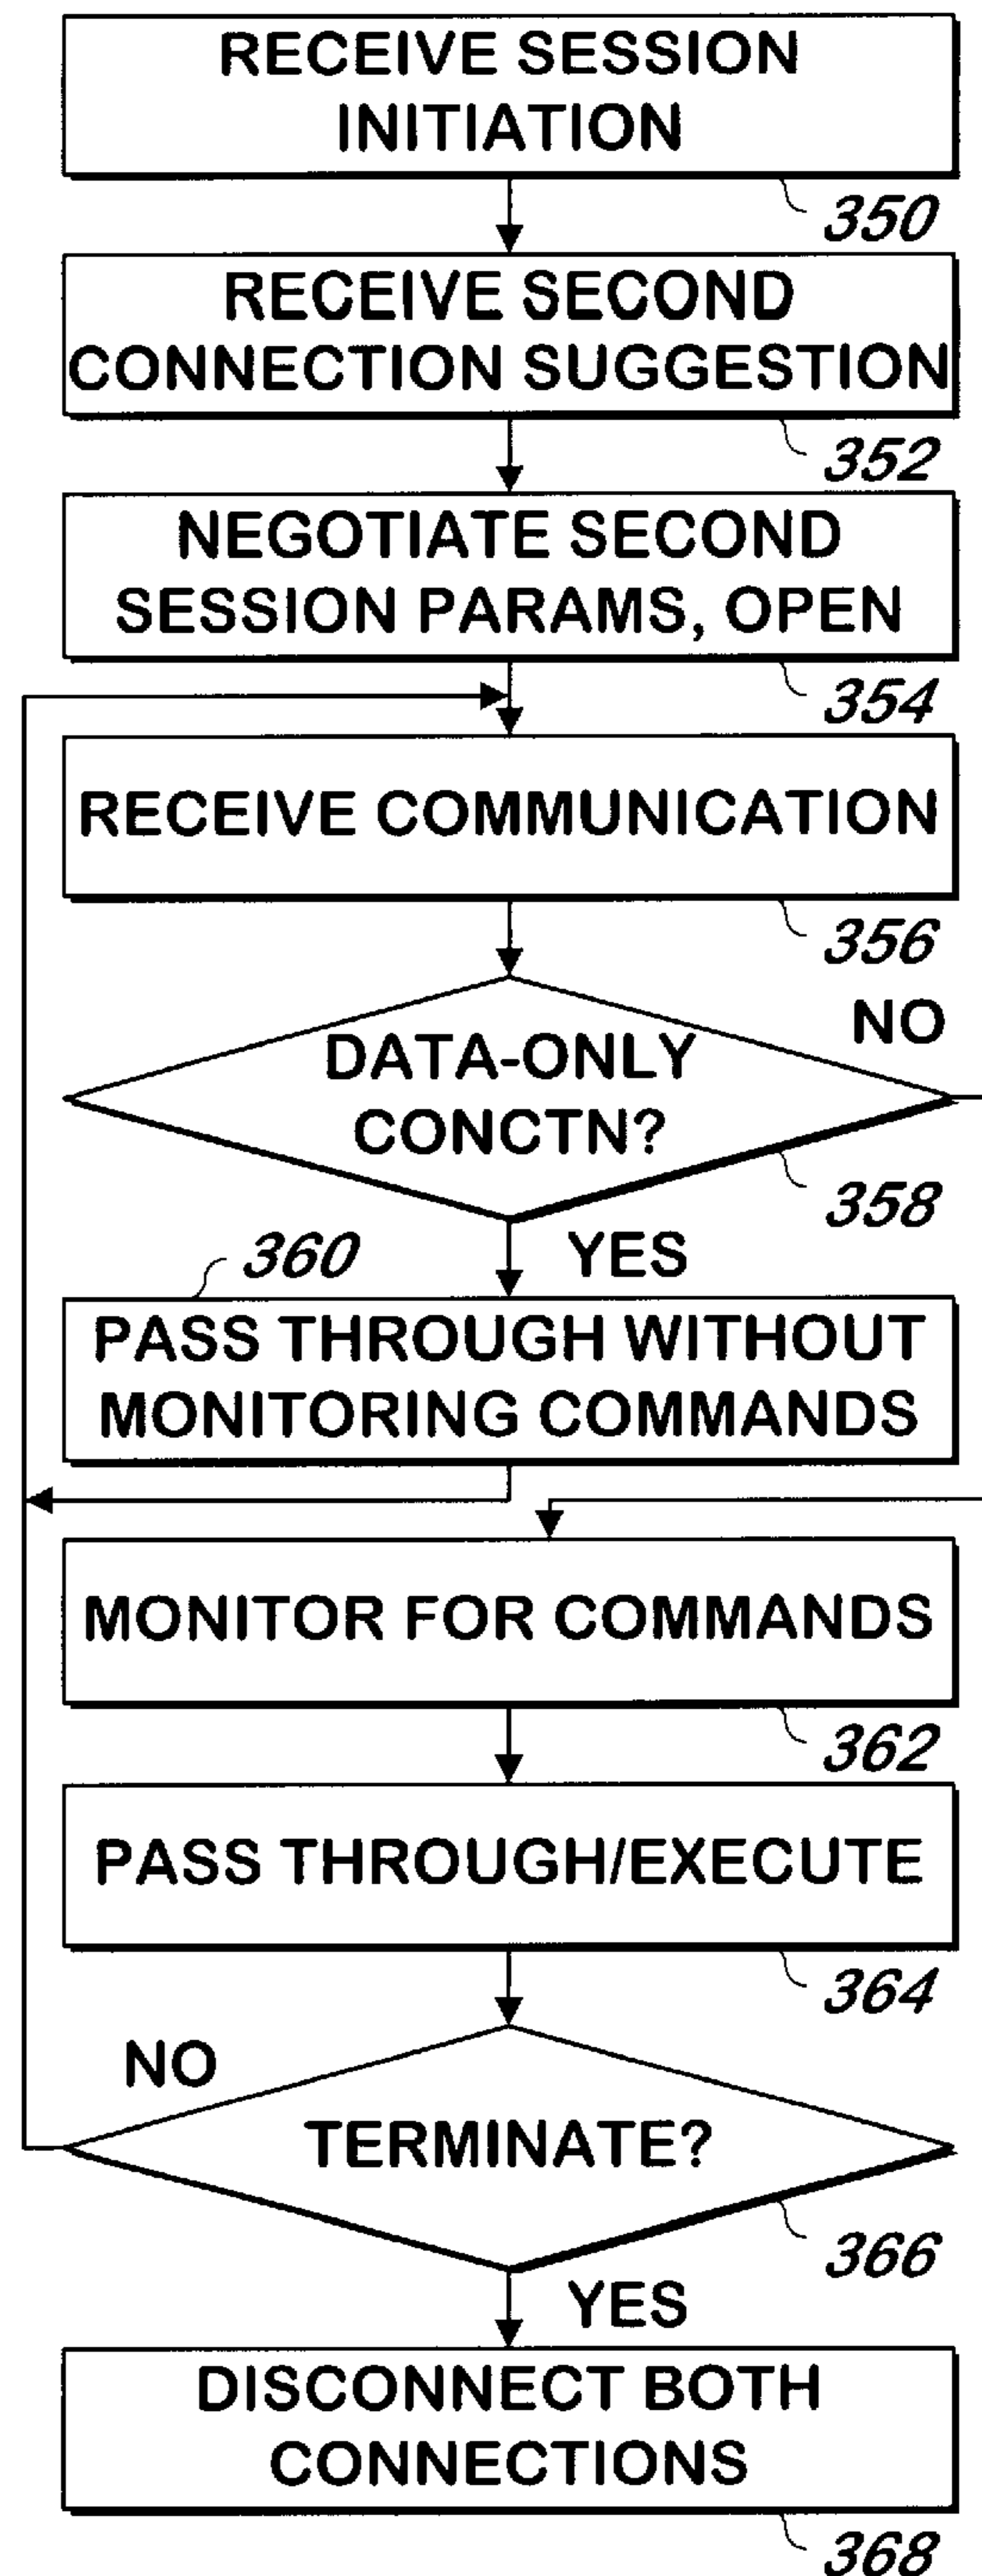 RECEIVE SESSION
INITIATION
350
RECEIVE SECOND
CONNECTION SUGGESTION
352
NEGOTIATE SECOND
SESSION PARAMS, OPEN
354
RECEIVE COMMUNICATION
356
NO
DATA-ONLY
CONCTN?
358
YES
360
PASS THROUGH WITHOUT
MONITORING COMMANDS
MONITOR FOR COMMANDS
362
PASS THROUGH/EXECUTE
364
NO
TERMINATE?
366
YES
DISCONNECT BOTH
CONNECTIONS
368